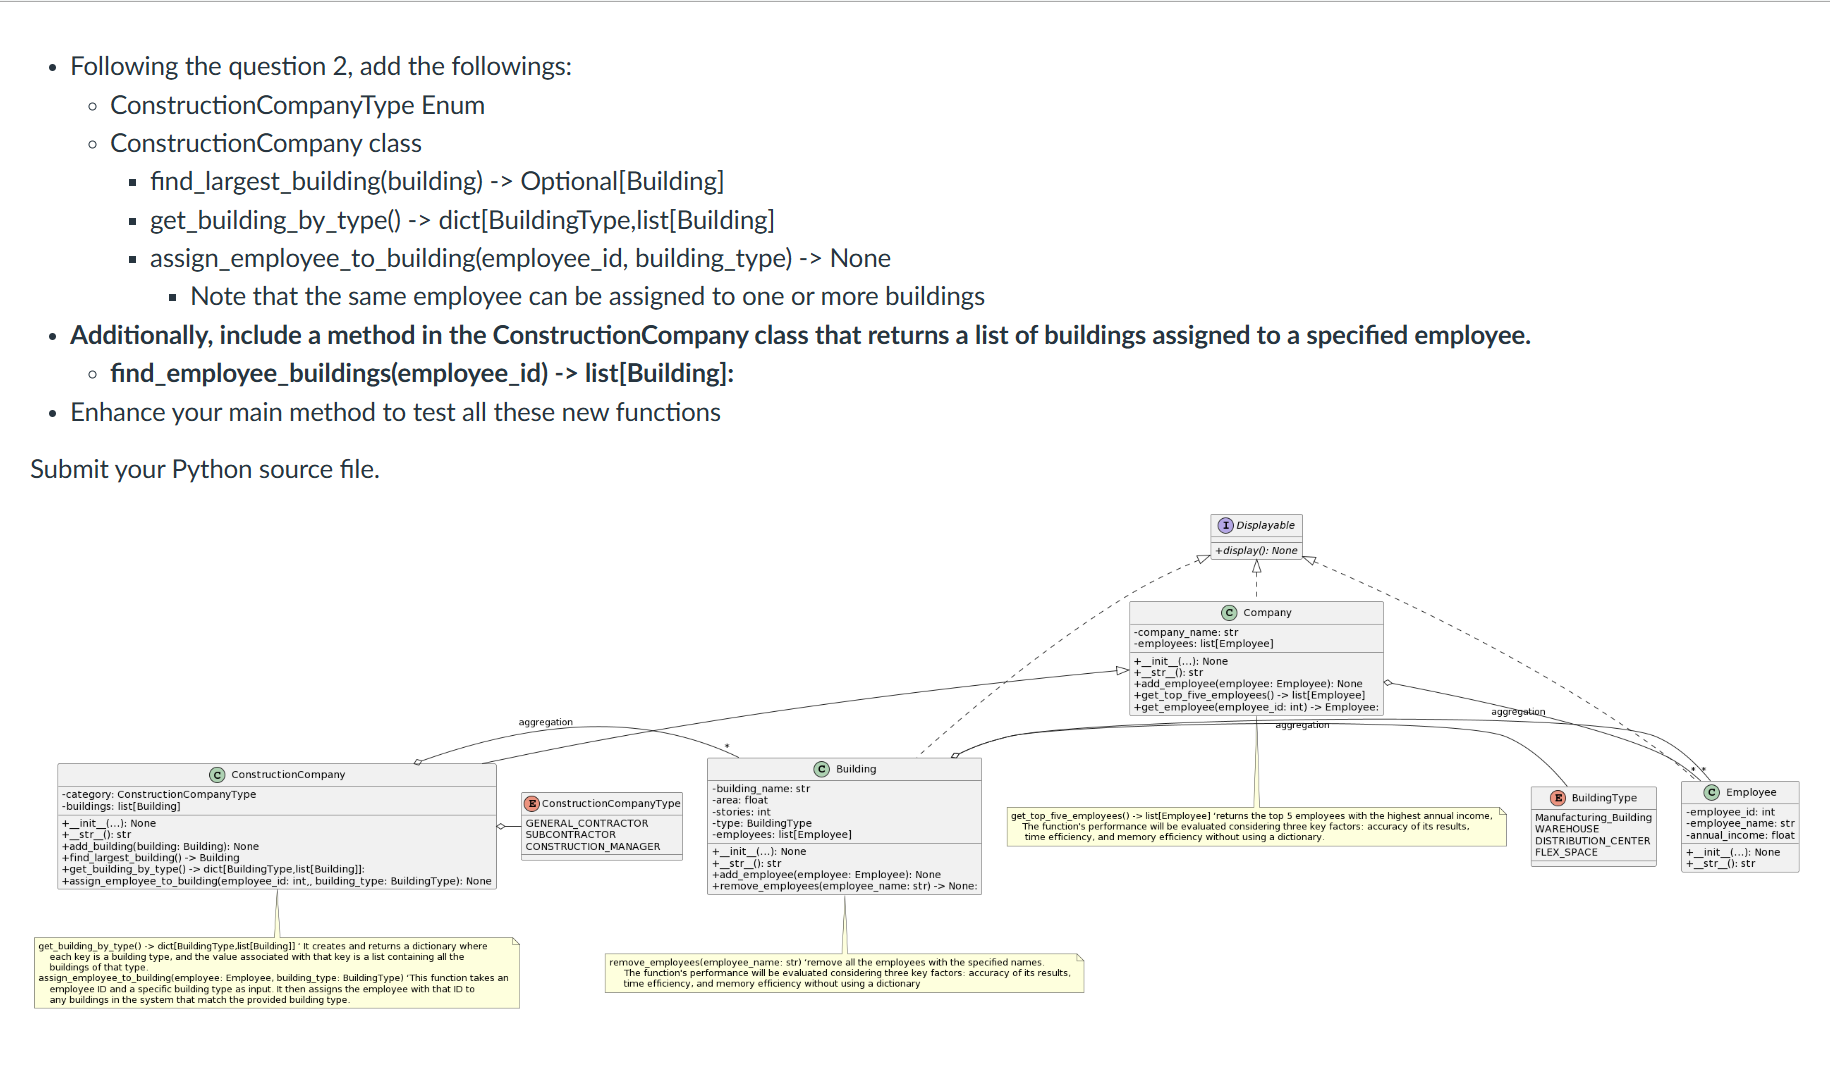 Following the question 2, add the followings:
ConstructionCompanyType Enum
ConstructionCompany class
find_largest_building(building) -> Optional[Building]
get_building_by_type() -> dict[BuildingType,list[Building]
assign_employee_to_building(employee_id, building_type) -> None
Note that the same employee can be assigned to one or more buildings
Additionally, include a method in the ConstructionCompany class that returns a list of buildings assigned to a specified employee.
find_employee_buildings(employee_id) -> list[Building]:
Enhance your main method to test all these new functions
Submit your Python source file.
I Displayable
+display(): None
C Company
-company_name: str
-employees: list[Employee]
+__init__(...): None
+__str__(): str
+add_employee(employee: Employee): None
+get_top_five_employees() -> list[Employee]
+get_employee(employee_id: int) -> Employee:
aggregation
aggregation
aggregation
*
* *
C ConstructionCompany
-category: ConstructionCompanyType
-buildings: list[Building]
+__init__(...): None
+__str__(): str
+add_building(building: Building): None
+find_largest_building() -> Building
+get_building_by_type() -> dict[BuildingType,list[Building]]:
+assign_employee_to_building(employee_id: int,, building_type: BuildingType): None
E ConstructionCompanyType
GENERAL_CONTRACTOR
SUBCONTRACTOR
CONSTRUCTION_MANAGER
C Building
-building_name: str
-area: float
-stories: int
-type: BuildingType
-employees: list[Employee]
+__init__(...): None
+__str__(): str
+add_employee(employee: Employee): None
+remove_employees(employee_name: str) -> None:
get_top_five_employees() -> list[Employee] 'returns the top 5 employees with the highest annual income,
The function's performance will be evaluated considering three key factors: accuracy of its results,
time efficiency, and memory efficiency without using a dictionary.
E BuildingType
Manufacturing_Building
WAREHOUSE
DISTRIBUTION_CENTER
FLEX_SPACE
C Employee
-employee_id: int
-employee_name: str
-annual_income: float
+__init__(...): None
+__str__(): str
get_building_by_type() -> dict[BuildingType,list[Building]] ' It creates and returns a dictionary where
each key is a building type, and the value associated with that key is a list containing all the
buildings of that type.
assign_employee_to_building(employee: Employee, building_type: BuildingType) 'This function takes an
employee ID and a specific building type as input. It then assigns the employee with that ID to
any buildings in the system that match the provided building type.
remove_employees(employee_name: str) 'remove all the employees with the specified names.
The function's performance will be evaluated considering three key factors: accuracy of its results,
time efficiency, and memory efficiency without using a dictionary